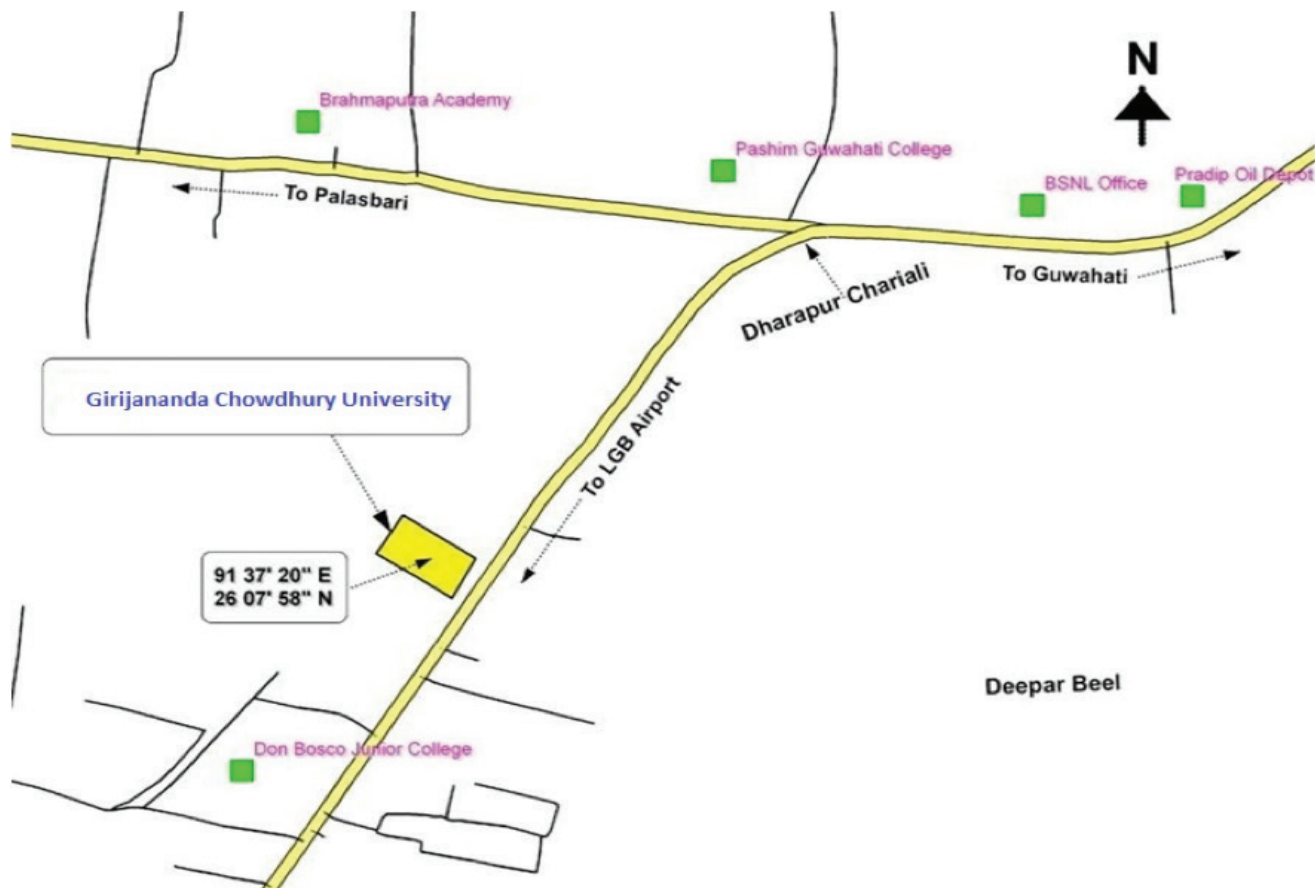 N
Brahmaputra Academy
Pashim Guwahati College
BSNL Office
Pradip Oil Depot
To Palasbari
To Guwahati
Dharapur Chariali
Girijananda Chowdhury University
To LGB Airport
91 37' 20" E
26 07' 58" N
Deepar Beel
Don Bosco Junior College